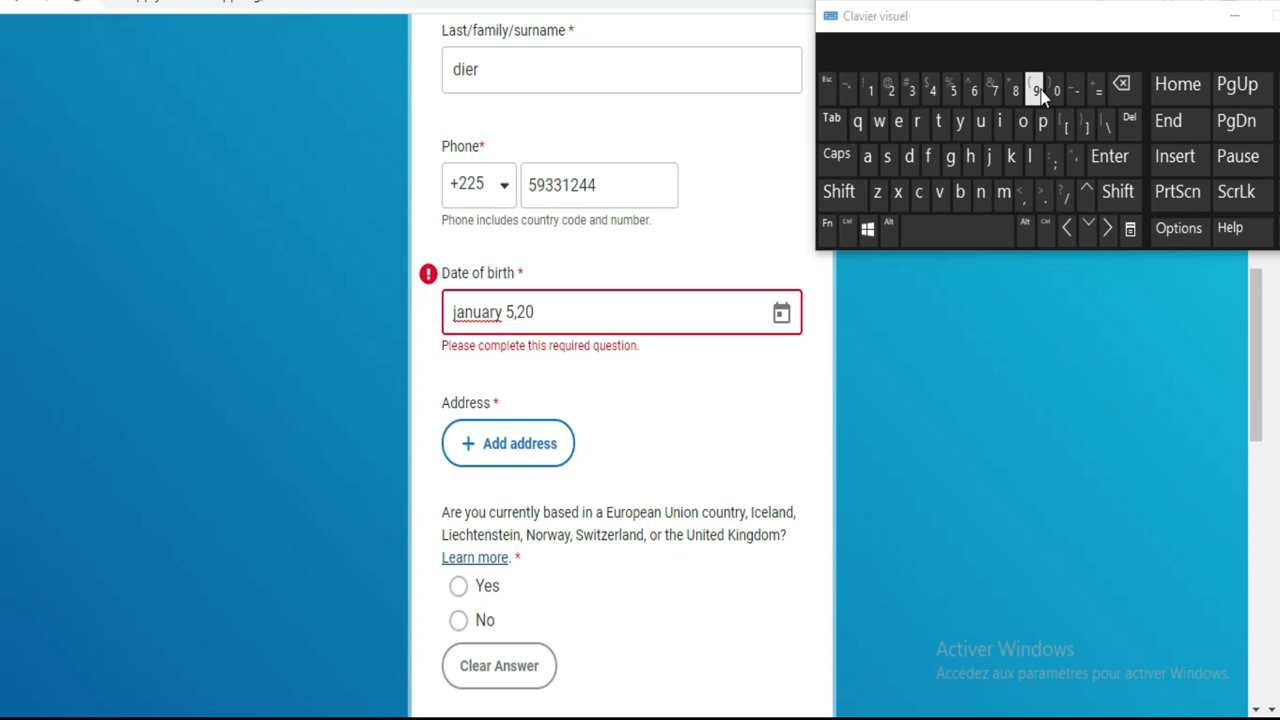 Last/family/surname *
dier
Phone*
+225
59331244
Phone includes country code and number.
Date of birth *
january 5,20
Please complete this required question.
Address *
+ Add address
Are you currently based in a European Union country, Iceland,
Liechtenstein, Norway, Switzerland, or the United Kingdom?
Learn more. *
Yes
No
Clear Answer
Clavier visuel
Esc ~ ` ! 1 @ 2 # 3 $ 4 % 5 ^ 6 & 7 * 8 ( 9 ) 0 _ - + = Home PgUp
Tab q w e r t y u i o p { [ } ] | \ Del End PgDn
Caps a s d f g h j k l : ; " ' Enter Insert Pause
Shift z x c v b n m < , > . ? / ^ Shift PrtScn ScrLk
Fn Ctrl Alt Alt Ctrl Options Help
Activer Windows
Accédez aux paramètres pour activer Windows.